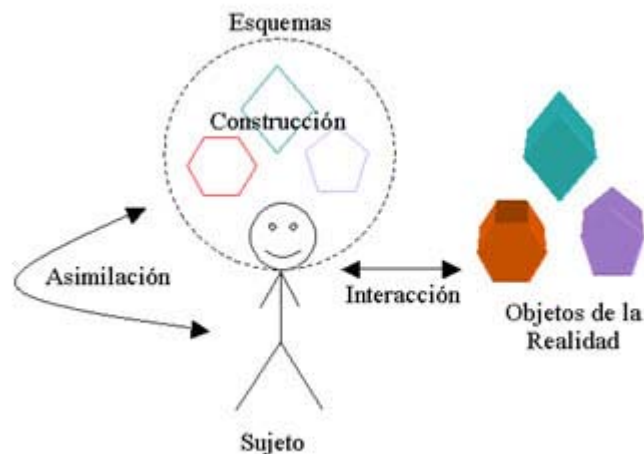 Esquemas
Construcción
Asimilación
Interacción
Objetos de la
Realidad
Sujeto